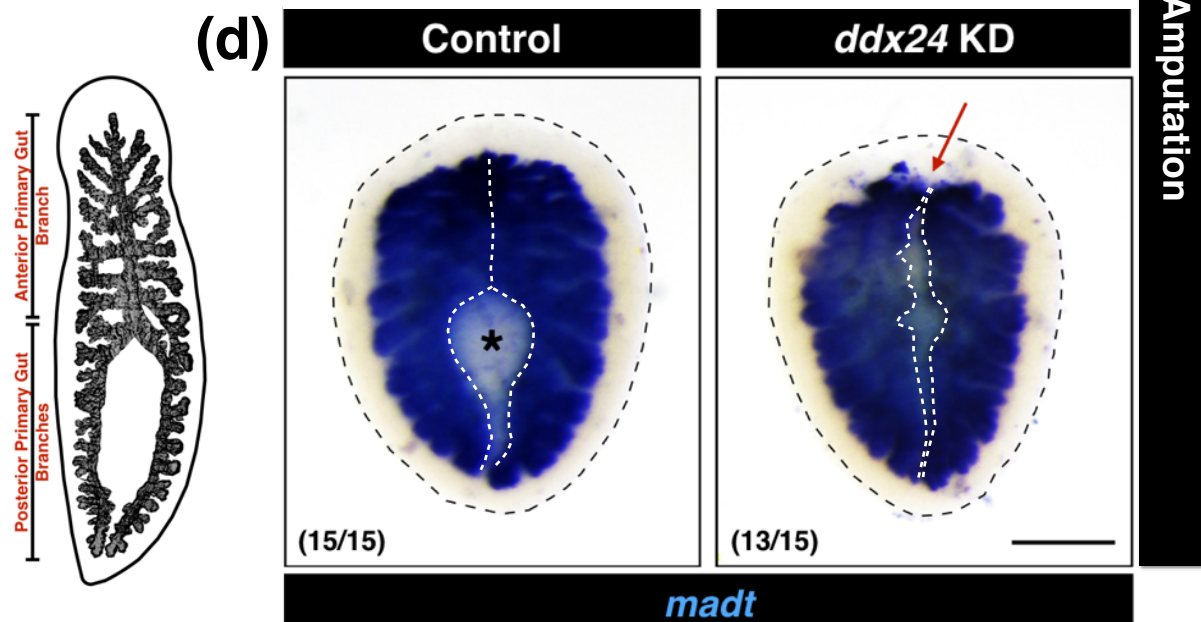 (d)
Control
ddx24 KD
Amputation
Anterior Primary Gut
Branch
Posterior Primary Gut
Branches
*
(15/15)
(13/15)
madt